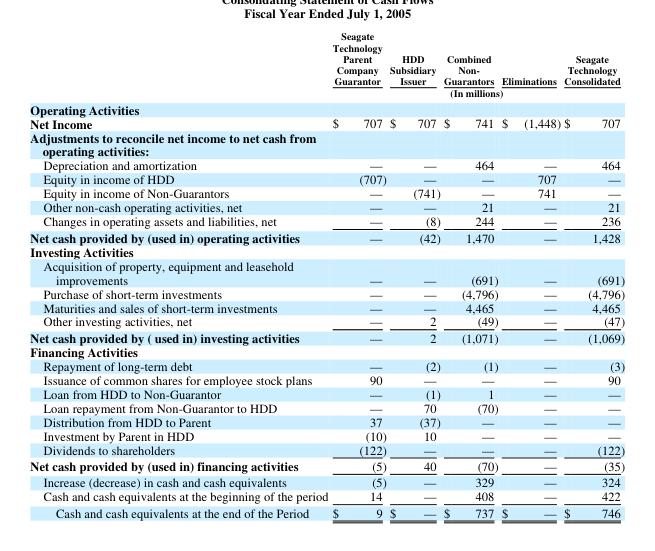 Consolidating Statement of Cash Flows
Fiscal Year Ended July 1, 2005
Seagate
Technology
Parent HDD Combined Seagate
Company Subsidiary Non- Technology
Guarantor Issuer Guarantors Eliminations Consolidated
(In millions)
Operating Activities
Net Income $ 707 $ 707 $ 741 $ (1,448) $ 707
Adjustments to reconcile net income to net cash from
operating activities:
Depreciation and amortization — — 464 — 464
Equity in income of HDD (707) — — 707 —
Equity in income of Non-Guarantors — (741) — 741 —
Other non-cash operating activities, net — — 21 — 21
Changes in operating assets and liabilities, net — (8) 244 — 236
Net cash provided by (used in) operating activities — (42) 1,470 — 1,428
Investing Activities
Acquisition of property, equipment and leasehold
improvements — — (691) — (691)
Purchase of short-term investments — — (4,796) — (4,796)
Maturities and sales of short-term investments — — 4,465 — 4,465
Other investing activities, net — 2 (49) — (47)
Net cash provided by ( used in) investing activities — 2 (1,071) — (1,069)
Financing Activities
Repayment of long-term debt — (2) (1) — (3)
Issuance of common shares for employee stock plans 90 — — — 90
Loan from HDD to Non-Guarantor — (1) 1 — —
Loan repayment from Non-Guarantor to HDD — 70 (70) — —
Distribution from HDD to Parent 37 (37) — — —
Investment by Parent in HDD (10) 10 — — —
Dividends to shareholders (122) — — — (122)
Net cash provided by (used in) financing activities (5) 40 (70) — (35)
Increase (decrease) in cash and cash equivalents (5) — 329 — 324
Cash and cash equivalents at the beginning of the period 14 — 408 — 422
Cash and cash equivalents at the end of the Period $ 9 $ — $ 737 $ — $ 746